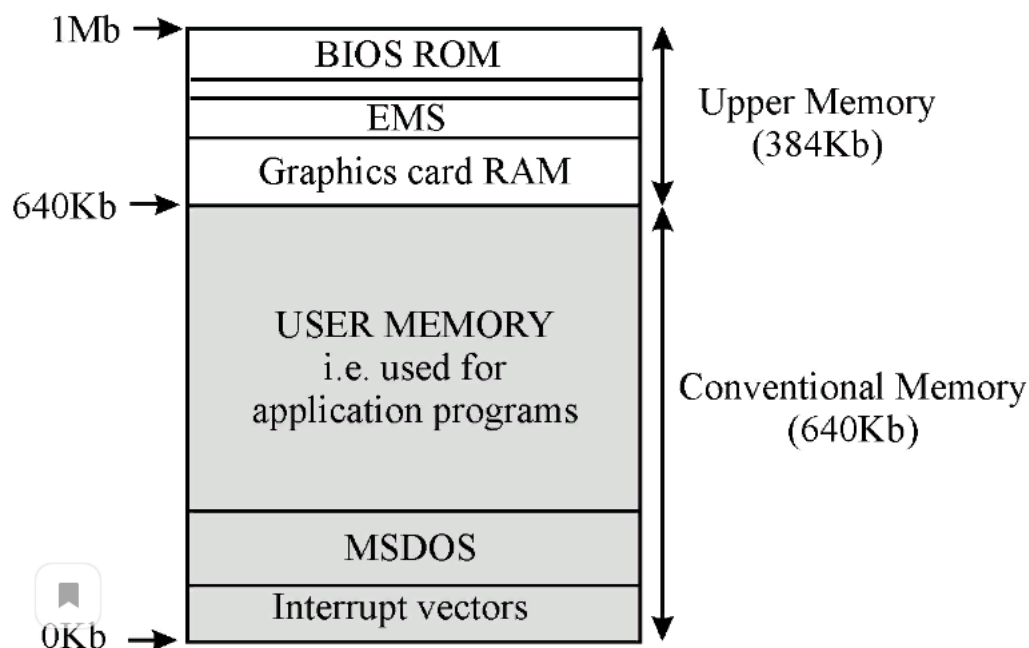 1Mb
BIOS ROM
EMS
Graphics card RAM
Upper Memory
(384Kb)
640Kb
USER MEMORY
i.e. used for
application programs
Conventional Memory
(640Kb)
MSDOS
Interrupt vectors
0Kb